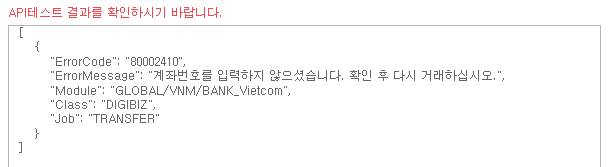 API테스트 결과를 확인하시기 바랍니다.
[
{
"ErrorCode": "80002410",
"ErrorMessage": "계좌번호를 입력하지 않으셨습니다. 확인 후 다시 거래하십시오.",
"Module": "GLOBAL/VNM/BANK_Vietcom",
"Class": "DIGIBIZ",
"Job": "TRANSFER"
}
]